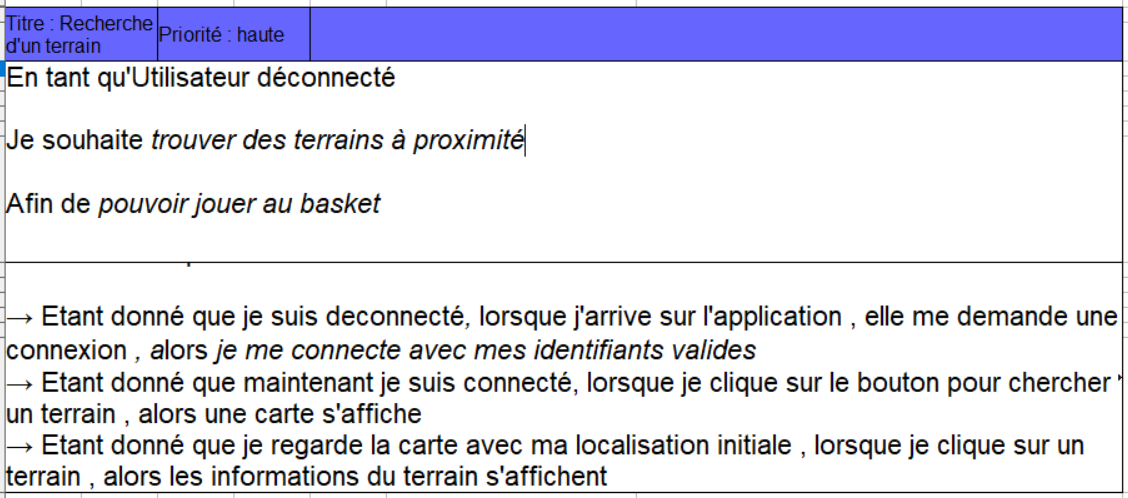 Titre : Recherche
d'un terrain
Priorité : haute
En tant qu'Utilisateur déconnecté
Je souhaite trouver des terrains à proximité
Afin de pouvoir jouer au basket
→ Etant donné que je suis deconnecté, lorsque j'arrive sur l'application , elle me demande une
connexion , alors je me connecte avec mes identifiants valides
→ Etant donné que maintenant je suis connecté, lorsque je clique sur le bouton pour chercher
un terrain , alors une carte s'affiche
→ Etant donné que je regarde la carte avec ma localisation initiale , lorsque je clique sur un
terrain , alors les informations du terrain s'affichent